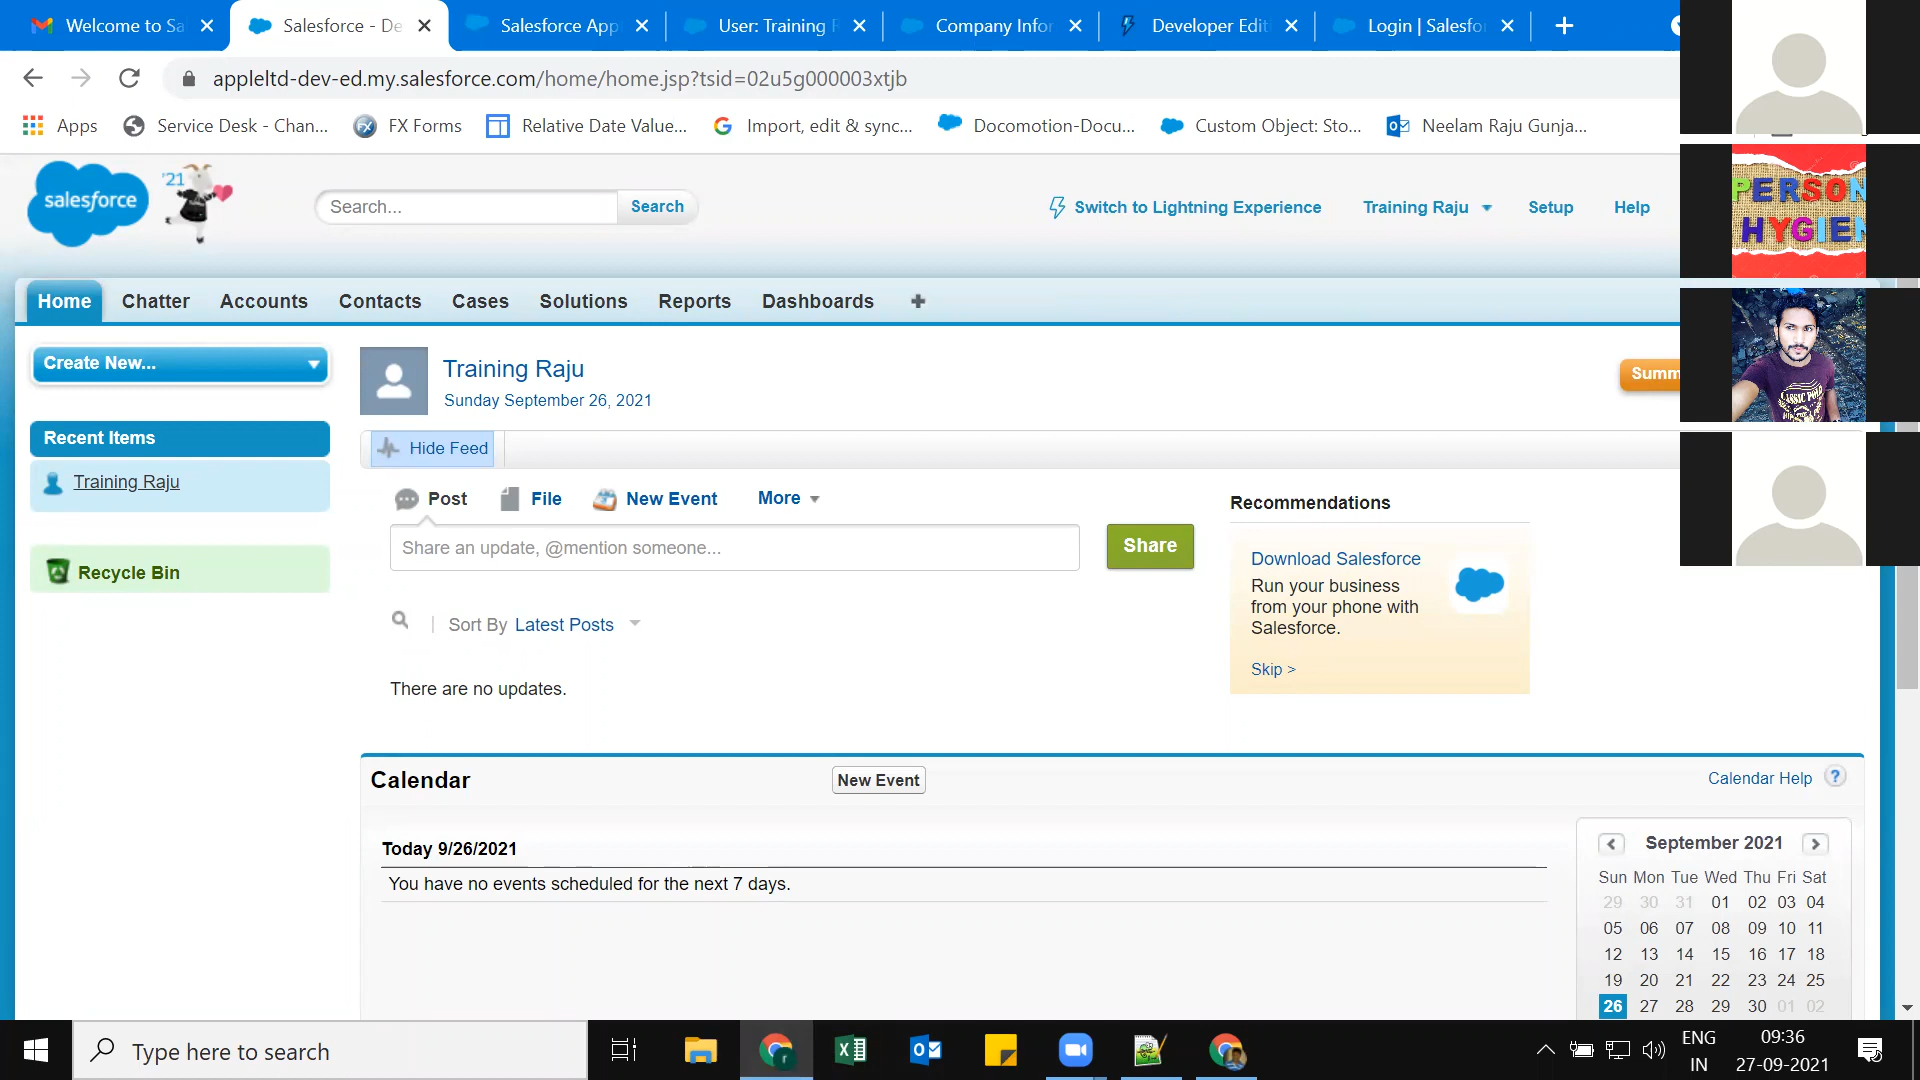 Welcome to Sa
Salesforce - De
Salesforce App
User: Training R
Company Infor
Developer Editi
Login | Salesfo
appleltd-dev-ed.my.salesforce.com/home/home.jsp?tsid=02u5g000003xtjb
Apps
Service Desk - Chan...
FX Forms
Relative Date Value...
Import, edit & sync...
Docomotion-Docu...
Custom Object: Sto...
Neelam Raju Gunja...
salesforce
'21
Search...
Search
Switch to Lightning Experience
Training Raju
Setup
Help
PERSON
HYGIEN
Home
Chatter
Accounts
Contacts
Cases
Solutions
Reports
Dashboards
Create New...
Training Raju
Sunday September 26, 2021
Summ
Recent Items
Training Raju
Recycle Bin
Hide Feed
Post
File
New Event
More
Share an update, @mention someone...
Share
Sort By Latest Posts
There are no updates.
Recommendations
Download Salesforce
Run your business
from your phone with
Salesforce.
Skip >
Calendar
New Event
Calendar Help ?
Today 9/26/2021
You have no events scheduled for the next 7 days.
September 2021
Sun Mon Tue Wed Thu Fri Sat
29 30 31 01 02 03 04
05 06 07 08 09 10 11
12 13 14 15 16 17 18
19 20 21 22 23 24 25
26 27 28 29 30 01 02
Type here to search
ENG
IN
09:36
27-09-2021